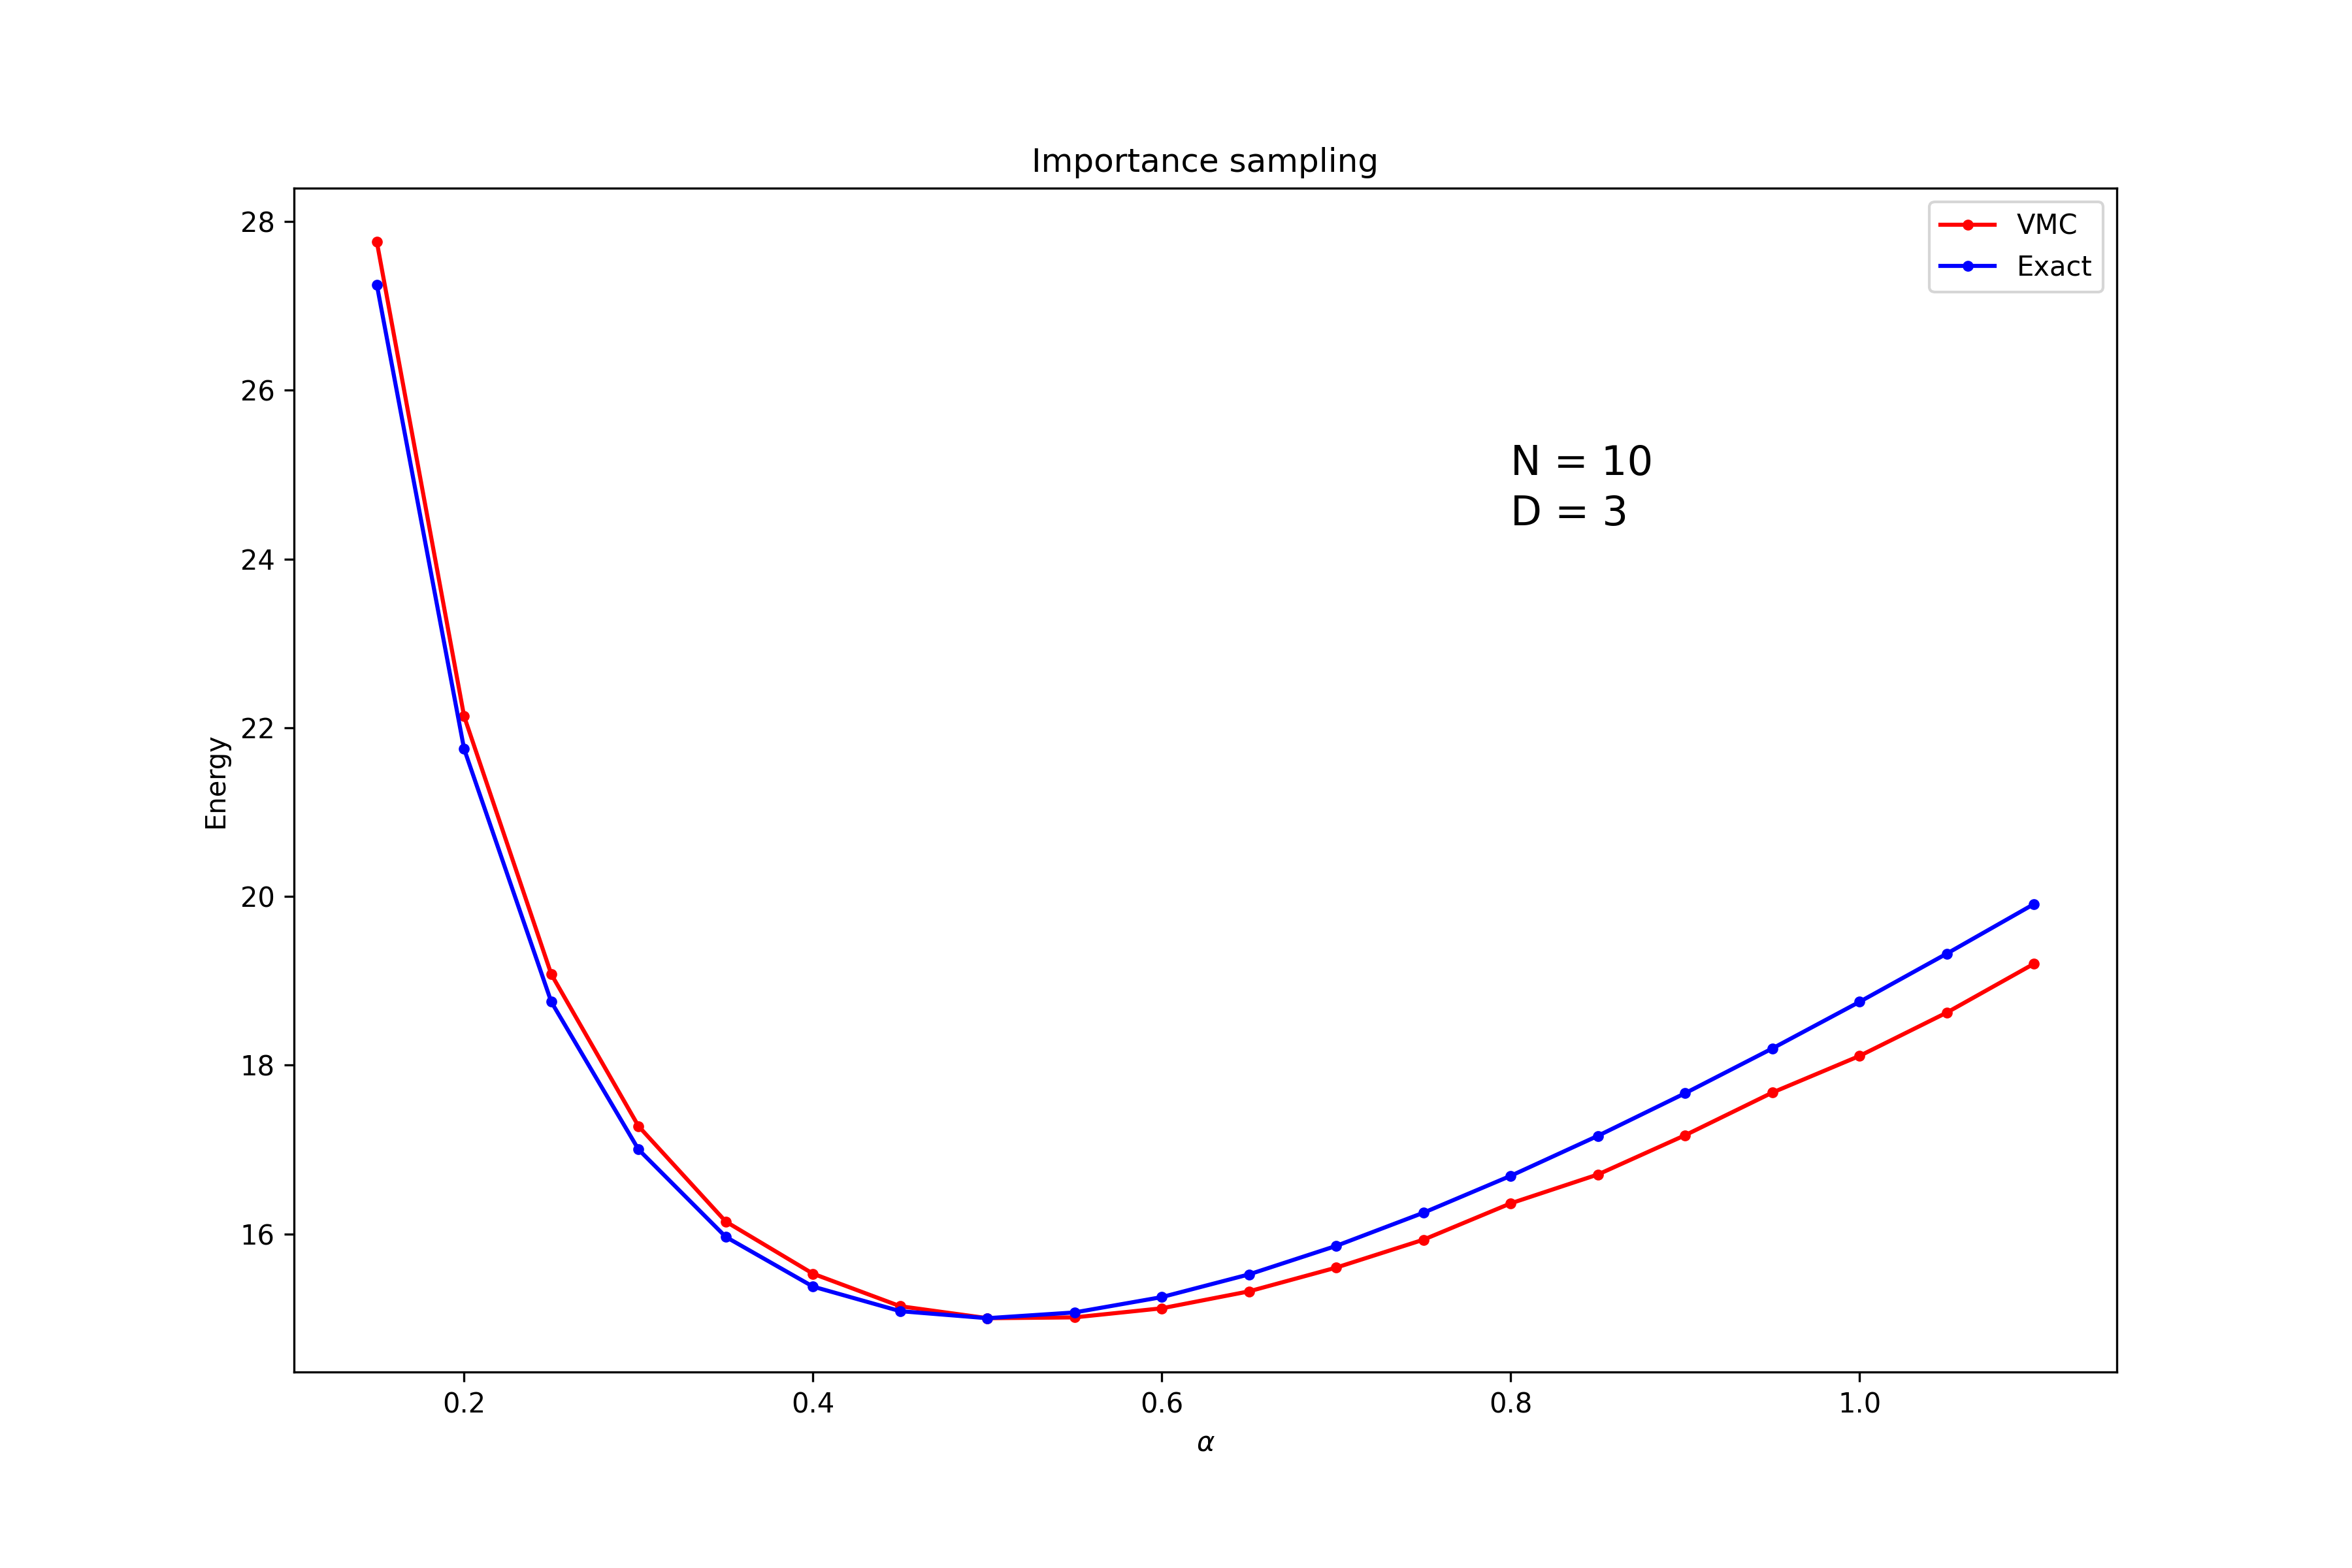 Importance sampling
VMC
Exact
N = 10
D = 3
Energy
28
26
24
22
20
18
16
0.2 0.4 0.6 0.8 1.0
α